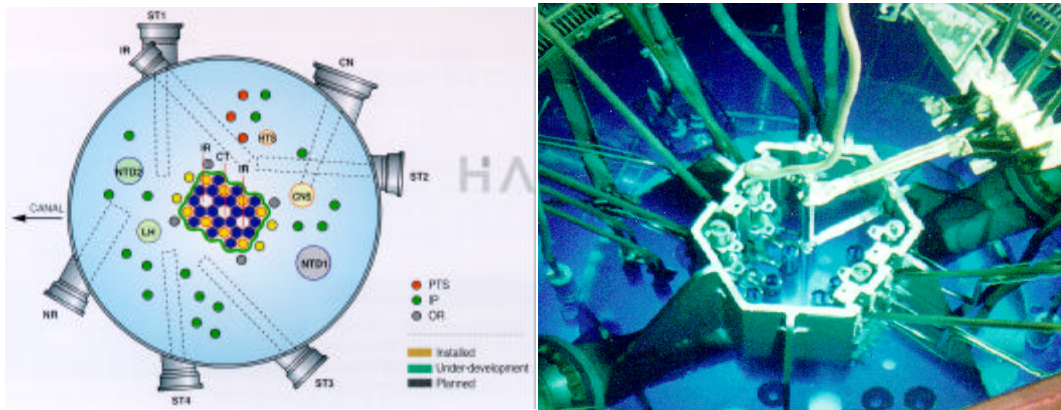 ST1
IR
CN
HTS
IR
CT
IR
ST2
HA
NTD2
CNS
CANAL
LH
NTD1
NR
PTS
IP
OR
Installed
Under-development
Planned
ST3
ST4